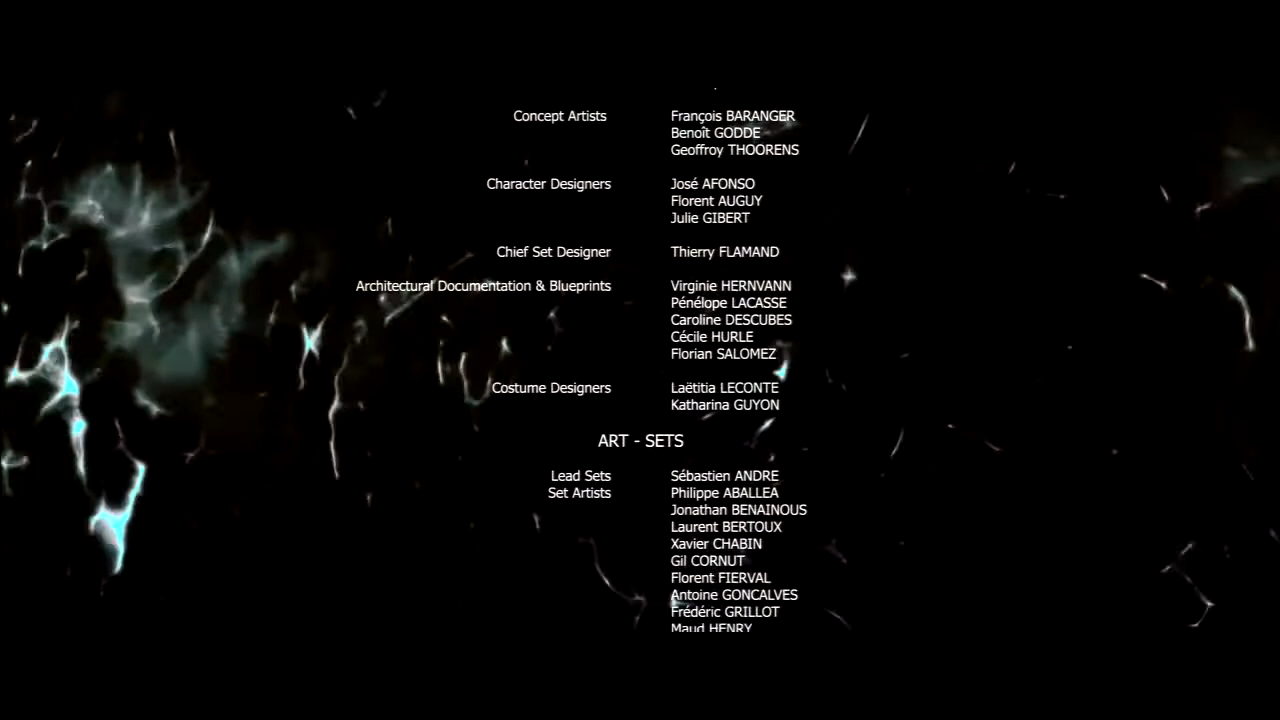 Concept Artists François BARANGER
Benoît GODDE
Geoffroy THOORENS
Character Designers José AFONSO
Florent AUGUY
Julie GIBERT
Chief Set Designer Thierry FLAMAND
Architectural Documentation & Blueprints Virginie HERNVANN
Pénélope LACASSE
Caroline DESCUBES
Cécile HURLE
Florian SALOMEZ
Costume Designers Laëtitia LECONTE
Katharina GUYON
ART - SETS
Lead Sets Sébastien ANDRE
Set Artists Philippe ABALLEA
Jonathan BENAINOUS
Laurent BERTOUX
Xavier CHABIN
Gil CORNUT
Florent FIERVAL
Antoine GONCALVES
Frédéric GRILLOT
Maud HENRY